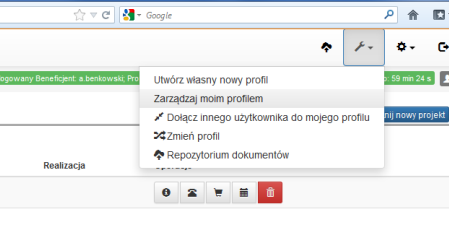 Google
ogowany Beneficjent: a.benkowski; Pro
o: 59 min 24 s
Utwórz własny nowy profil
Zarządzaj moim profilem
Dołącz innego użytkownika do mojego profilu
nij nowy projekt
Zmień profil
Repozytorium dokumentów
Realizacja